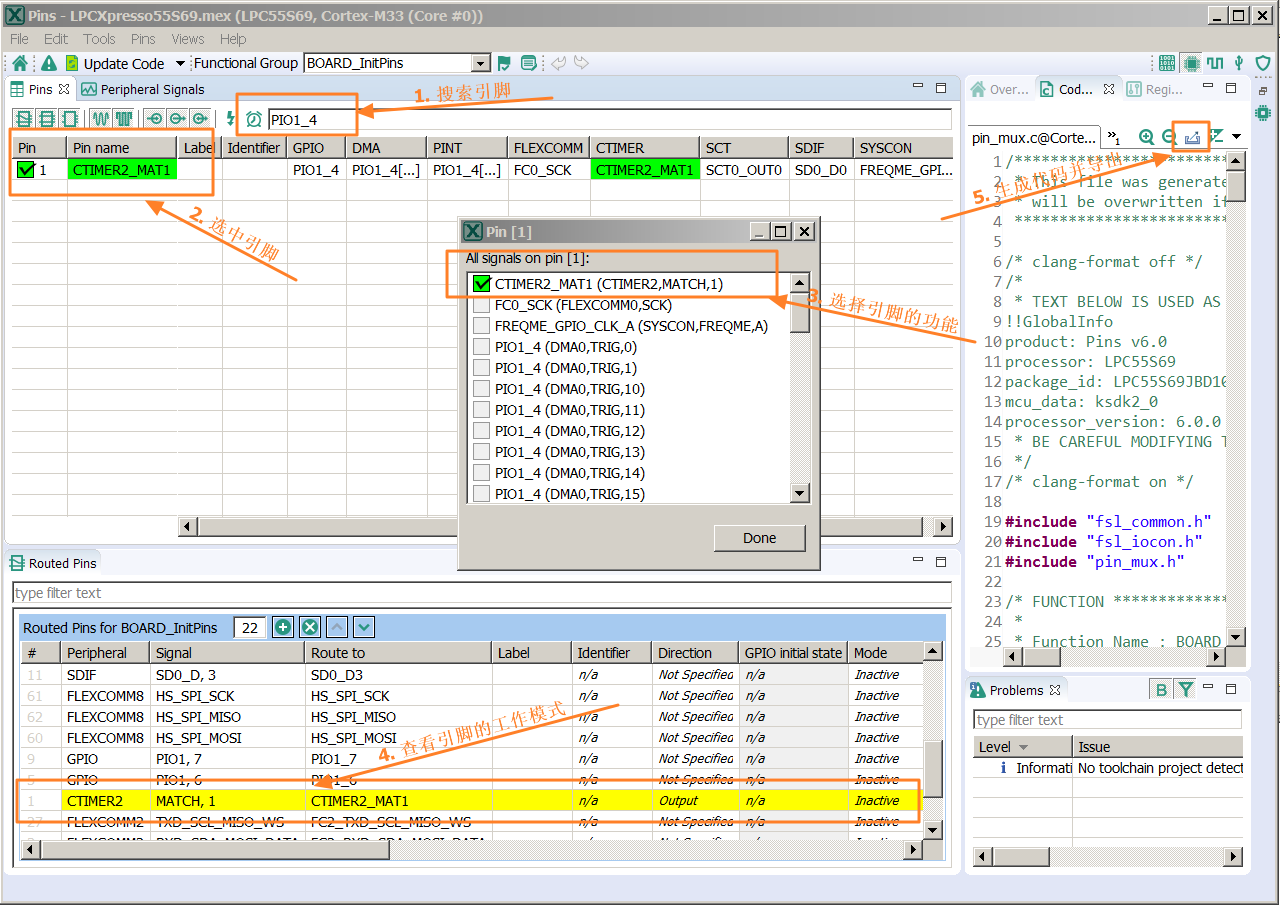 Pins - LPCXpresso55S69.mex (LPC55S69, Cortex-M33 (Core #0))
File Edit Tools Pins Views Help
Update Code Functional Group BOARD_InitPins
Pins Peripheral Signals
1. 搜索引脚
PIO1_4
Pin Pin name Label Identifier GPIO DMA PINT FLEXCOMM CTIMER SCT SDIF SYSCON
1 CTIMER2_MAT1 PIO1_4 PIO1_4[...] PIO1_4[...] FC0_SCK CTIMER2_MAT1 SCT0_OUT0 SD0_D0 FREQME_GPI...
2. 选中引脚
Pin [1]
All signals on pin [1]:
CTIMER2_MAT1 (CTIMER2,MATCH,1)
FC0_SCK (FLEXCOMM0,SCK)
FREQME_GPIO_CLK_A (SYSCON,FREQME,A)
PIO1_4 (DMA0,TRIG,0)
PIO1_4 (DMA0,TRIG,1)
PIO1_4 (DMA0,TRIG,10)
PIO1_4 (DMA0,TRIG,11)
PIO1_4 (DMA0,TRIG,12)
PIO1_4 (DMA0,TRIG,13)
PIO1_4 (DMA0,TRIG,14)
PIO1_4 (DMA0,TRIG,15)
Done
3. 选择引脚的功能
Over... Cod... Regi...
pin_mux.c@Corte... »1
5. 生成代码并导出
1 /***********************
2 * This file was generate
3 * will be overwritten if
4 ************************
5
6 /* clang-format off */
7 /*
8 * TEXT BELOW IS USED AS
9 !!GlobalInfo
10 product: Pins v6.0
11 processor: LPC55S69
12 package_id: LPC55S69JBD10
13 mcu_data: ksdk2_0
14 processor_version: 6.0.0
15 * BE CAREFUL MODIFYING T
16 */
17 /* clang-format on */
18
19 #include "fsl_common.h"
20 #include "fsl_iocon.h"
21 #include "pin_mux.h"
22
23 /* FUNCTION *************
24 *
25 * Function Name : BOARD
Routed Pins
type filter text
Routed Pins for BOARD_InitPins 22
# Peripheral Signal Route to Label Identifier Direction GPIO initial state Mode
11 SDIF SD0_D, 3 SD0_D3 n/a Not Specified n/a Inactive
61 FLEXCOMM8 HS_SPI_SCK HS_SPI_SCK n/a Not Specified n/a Inactive
62 FLEXCOMM8 HS_SPI_MISO HS_SPI_MISO n/a Not Specified n/a Inactive
60 FLEXCOMM8 HS_SPI_MOSI HS_SPI_MOSI n/a Not Specified n/a Inactive
4. 查看引脚的工作模式
9 GPIO PIO1, 7 PIO1_7 n/a Not Specified n/a Inactive
5 GPIO PIO1, 6 PIO1_6 n/a Not Specified n/a Inactive
1 CTIMER2 MATCH, 1 CTIMER2_MAT1 n/a Output n/a Inactive
27 FLEXCOMM2 TXD_SCL_MISO_WS FC2_TXD_SCL_MISO_WS n/a Not Specified n/a Inactive
Problems
type filter text
Level Issue
Informati No toolchain project detect